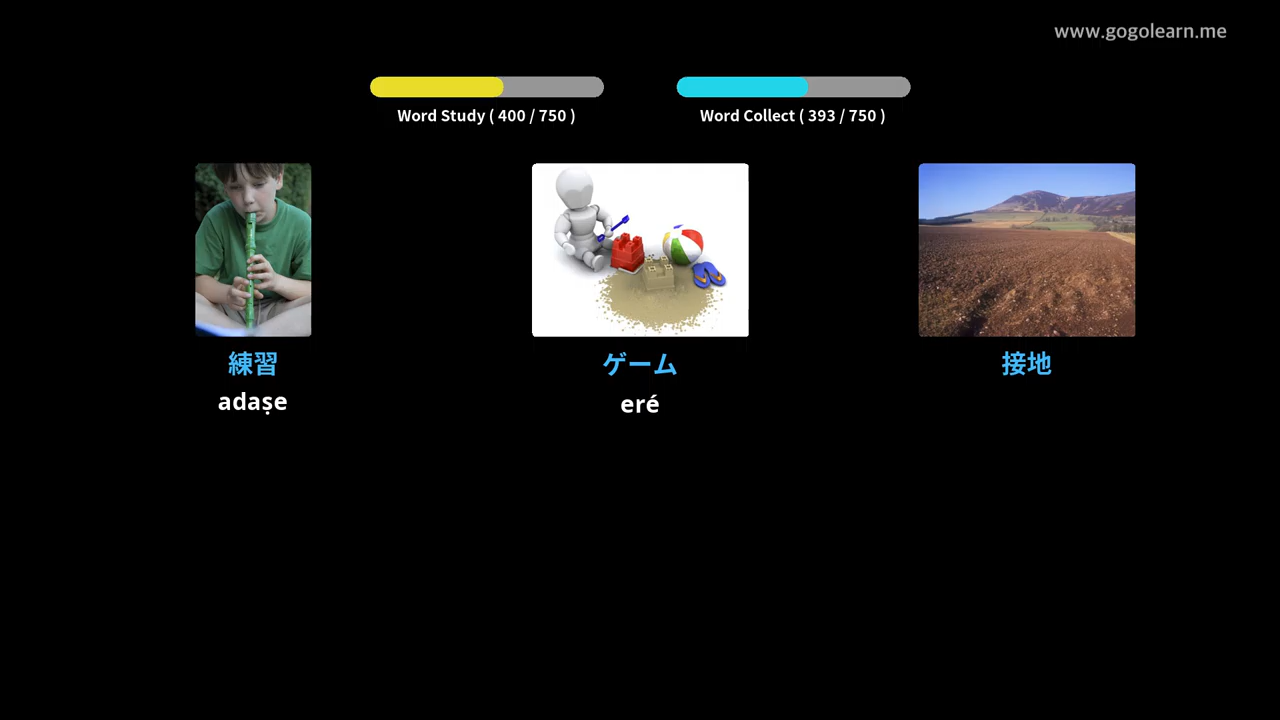 www.gogolearn.me
Word Study ( 400 / 750 )
Word Collect ( 393 / 750 )
練習
ゲーム
接地
adaṣe
eré